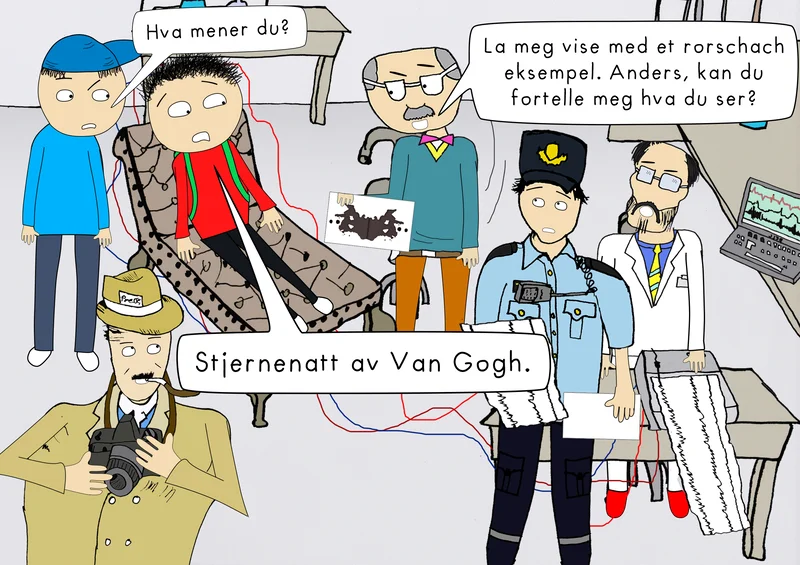 Hva mener du?
La meg vise med et rorschach
eksempel. Anders, kan du
fortelle meg hva du ser?
Press
Stjernenatt av Van Gogh.